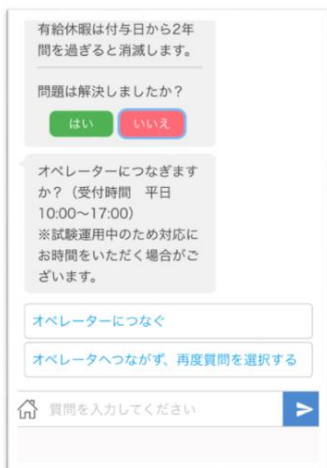 有給休暇は付与日から2年
間を過ぎると消滅します。
問題は解決しましたか？
はい
いいえ
オペレーターにつなぎます
か？（受付時間　平日
10:00〜17:00）
※試験運用中のため対応に
お時間をいただく場合がご
ざいます。
オペレーターにつなぐ
オペレータへつながず、再度質問を選択する
質問を入力してください